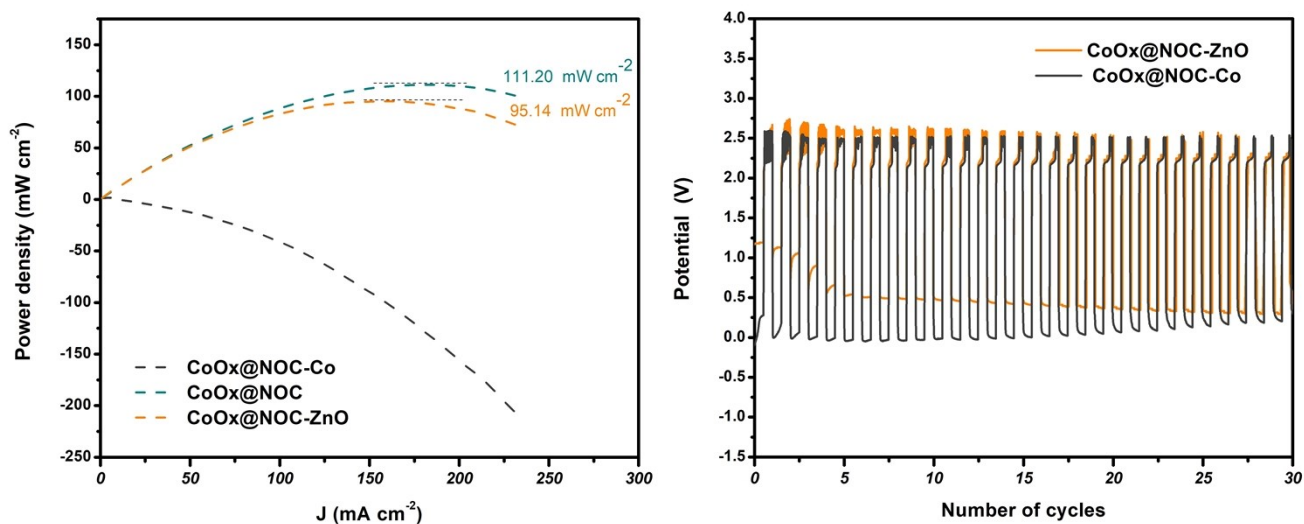 Power density (mW cm-2)
150
100
50
0
-50
-100
-150
-200
-250
111.20 mW cm-2
95.14 mW cm-2
CoOx@NOC-Co
CoOx@NOC
CoOx@NOC-ZnO
0 50 100 150 200 250 300
J (mA cm-2)
Potential (V)
4.0
3.5
3.0
2.5
2.0
1.5
1.0
0.5
0.0
-0.5
-1.0
-1.5
CoOx@NOC-ZnO
CoOx@NOC-Co
0 5 10 15 20 25 30
Number of cycles